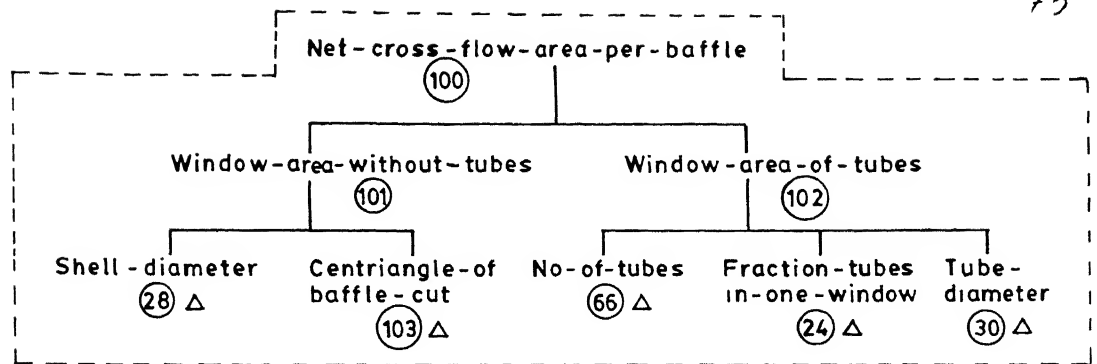 Net-cross-flow-area-per-baffle
100
Window-area-without-tubes
101
Window-area-of-tubes
102
Shell-diameter
28 Δ
Centriangle-of
baffle-cut
103 Δ
No-of-tubes
66 Δ
Fraction-tubes
in-one-window
24 Δ
Tube-
diameter
30 Δ